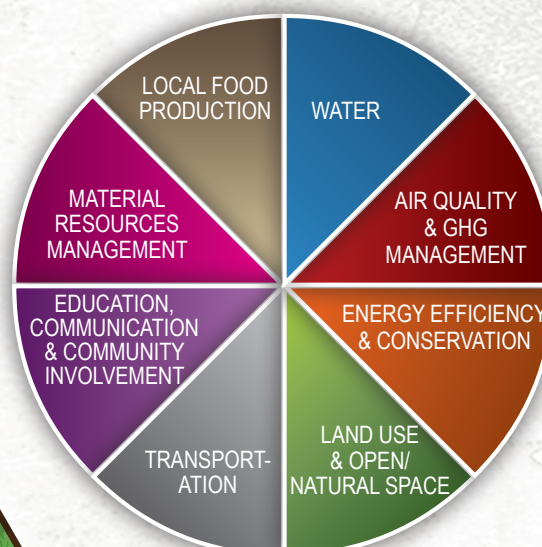 LOCAL FOOD
PRODUCTION
WATER
AIR QUALITY
& GHG
MANAGEMENT
ENERGY EFFICIENCY
& CONSERVATION
LAND USE
& OPEN/
NATURAL SPACE
TRANSPORT-
ATION
EDUCATION,
COMMUNICATION
& COMMUNITY
INVOLVEMENT
MATERIAL
RESOURCES
MANAGEMENT